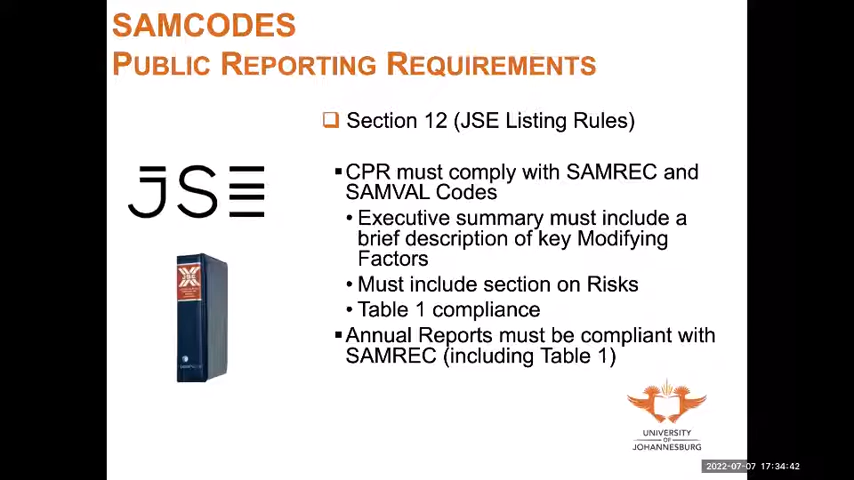 SAMCODES
PUBLIC REPORTING REQUIREMENTS
❑ Section 12 (JSE Listing Rules)
JSE
▪CPR must comply with SAMREC and
SAMVAL Codes
• Executive summary must include a
brief description of key Modifying
Factors
• Must include section on Risks
• Table 1 compliance
▪Annual Reports must be compliant with
SAMREC (including Table 1)
JSE
UNIVERSITY
OF
JOHANNESBURG
2022-07-07 17:34:42